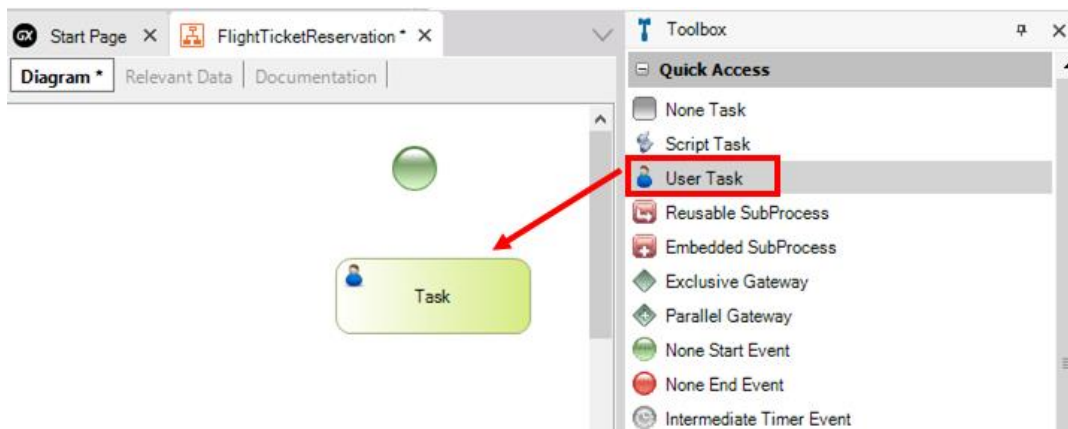 GX Start Page X FlightTicketReservation * X
Diagram * Relevant Data Documentation
Task
Toolbox
Quick Access
None Task
Script Task
User Task
Reusable SubProcess
Embedded SubProcess
Exclusive Gateway
Parallel Gateway
None Start Event
None End Event
Intermediate Timer Event